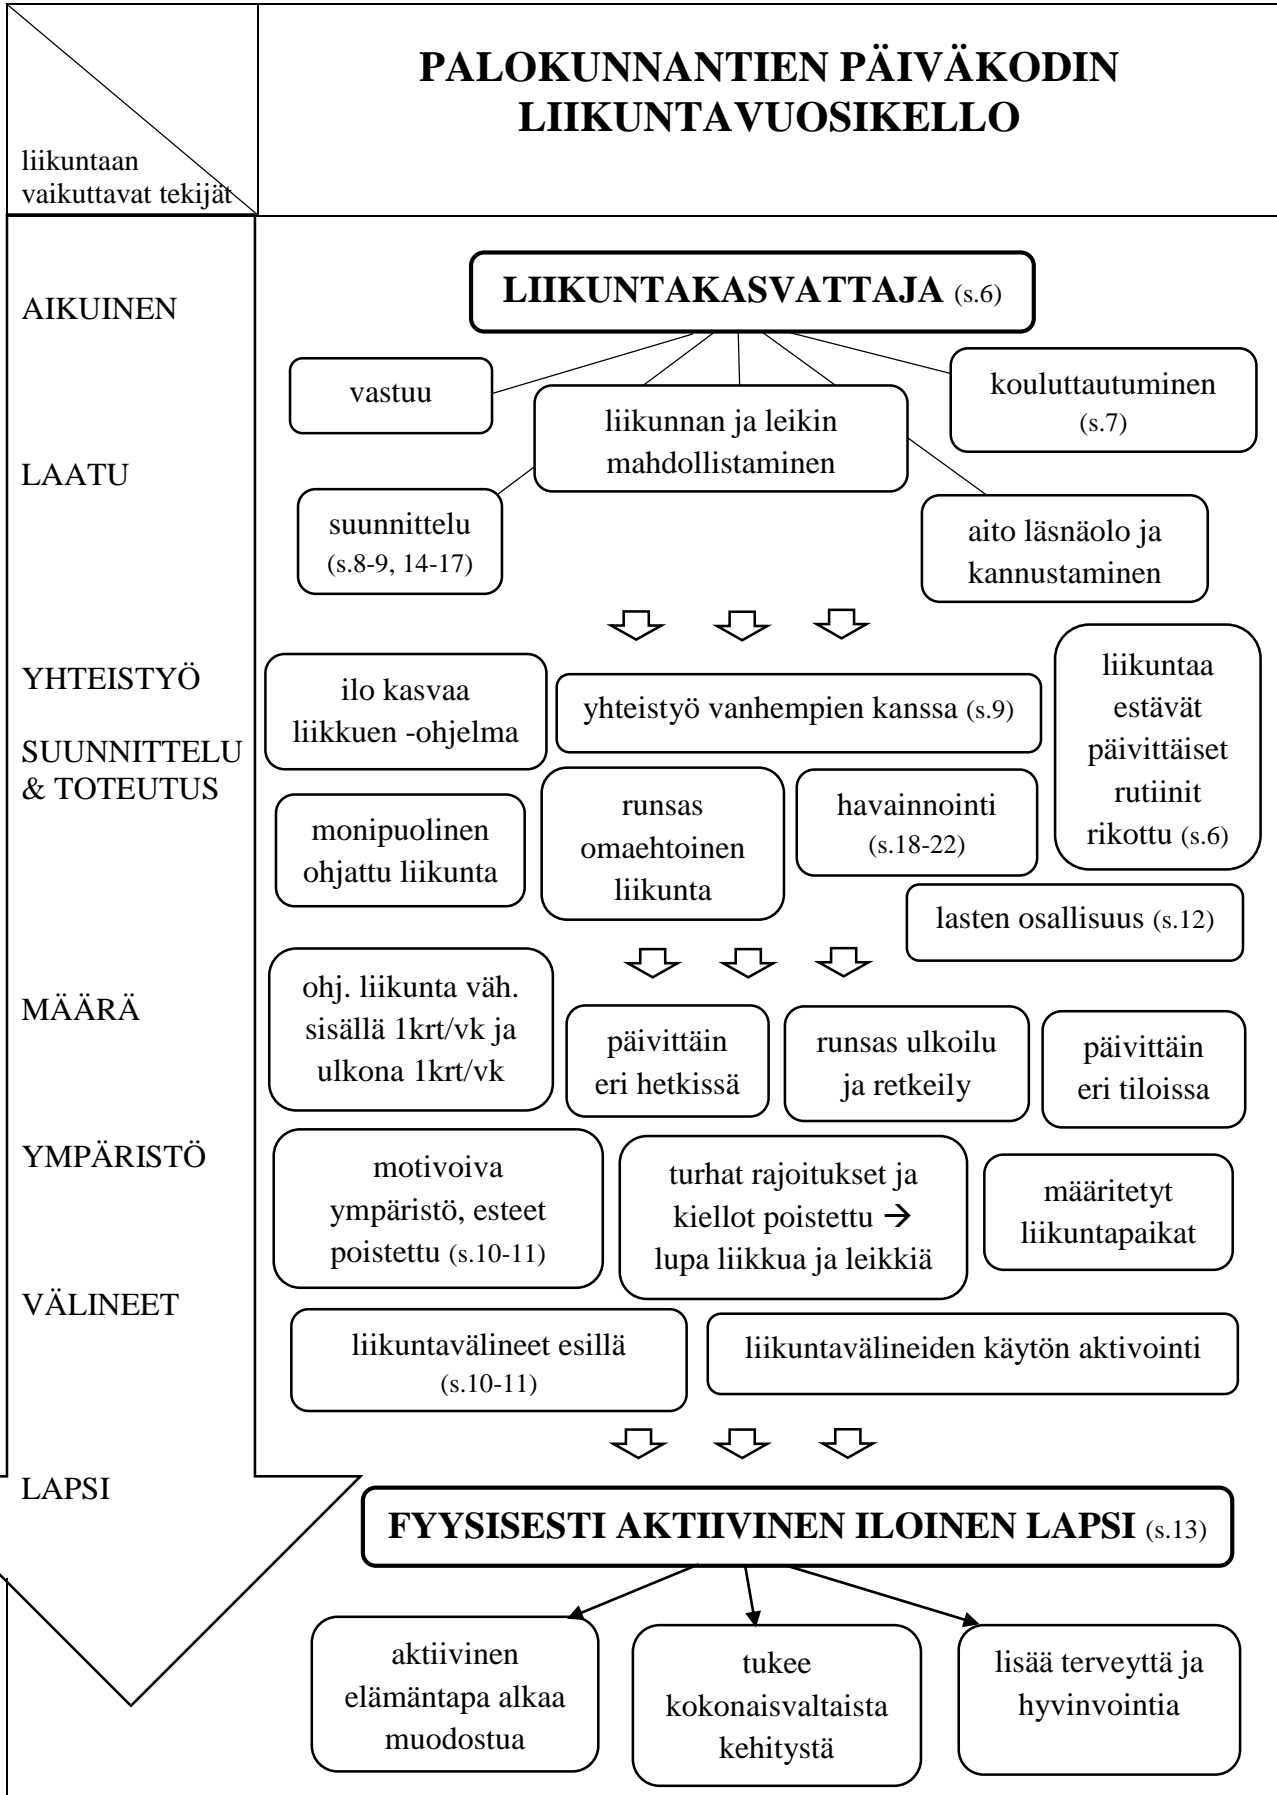 PALOKUNNANTIEN PÄIVÄKODIN
LIIKUNTAVUOSIKELLO
liikuntaan
vaikuttavat tekijät
AIKUINEN
LIIKUNTAKASVATTAJA (s.6)
vastuu
liikunnan ja leikin
mahdollistaminen
kouluttautuminen
(s.7)
LAATU
suunnittelu
(s.8-9, 14-17)
aito läsnäolo ja
kannustaminen
YHTEISTYÖ
ilo kasvaa
liikkuen -ohjelma
yhteistyö vanhempien kanssa (s.9)
liikuntaa
estävät
päivittäiset
rutiinit
rikottu (s.6)
SUUNNITTELU
& TOTEUTUS
monipuolinen
ohjattu liikunta
runsas
omaehtoinen
liikunta
havainnointi
(s.18-22)
lasten osallisuus (s.12)
MÄÄRÄ
ohj. liikunta väh.
sisällä 1krt/vk ja
ulkona 1krt/vk
päivittäin
eri hetkissä
runsas ulkoilu
ja retkeily
päivittäin
eri tiloissa
YMPÄRISTÖ
motivoiva
ympäristö, esteet
poistettu (s.10-11)
turhat rajoitukset ja
kiellot poistettu →
lupa liikkua ja leikkiä
määritetyt
liikuntapaikat
VÄLINEET
liikuntavälineet esillä
(s.10-11)
liikuntavälineiden käytön aktivointi
LAPSI
FYYSISESTI AKTIIVINEN ILOINEN LAPSI (s.13)
aktiivinen
elämäntapa alkaa
muodostua
tukee
kokonaisvaltaista
kehitystä
lisää terveyttä ja
hyvinvointia